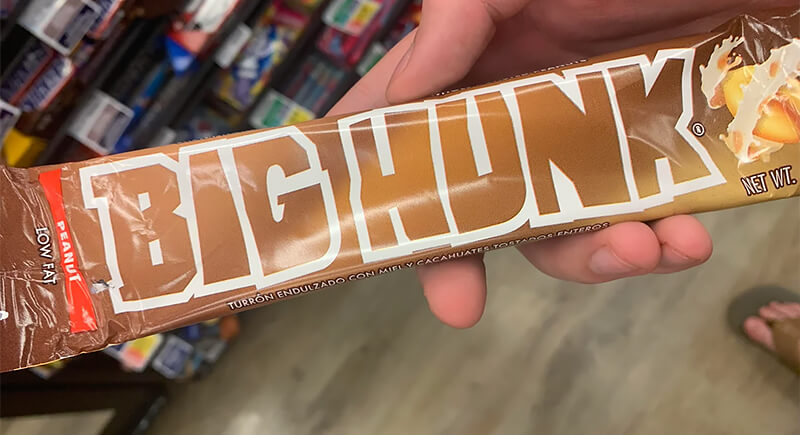 BIG HUNK
®
NET WT.
PEANUT
LOW FAT
TURRÓN ENDULZADO CON MIEL Y CACAHUATES TOSTADOS ENTEROS